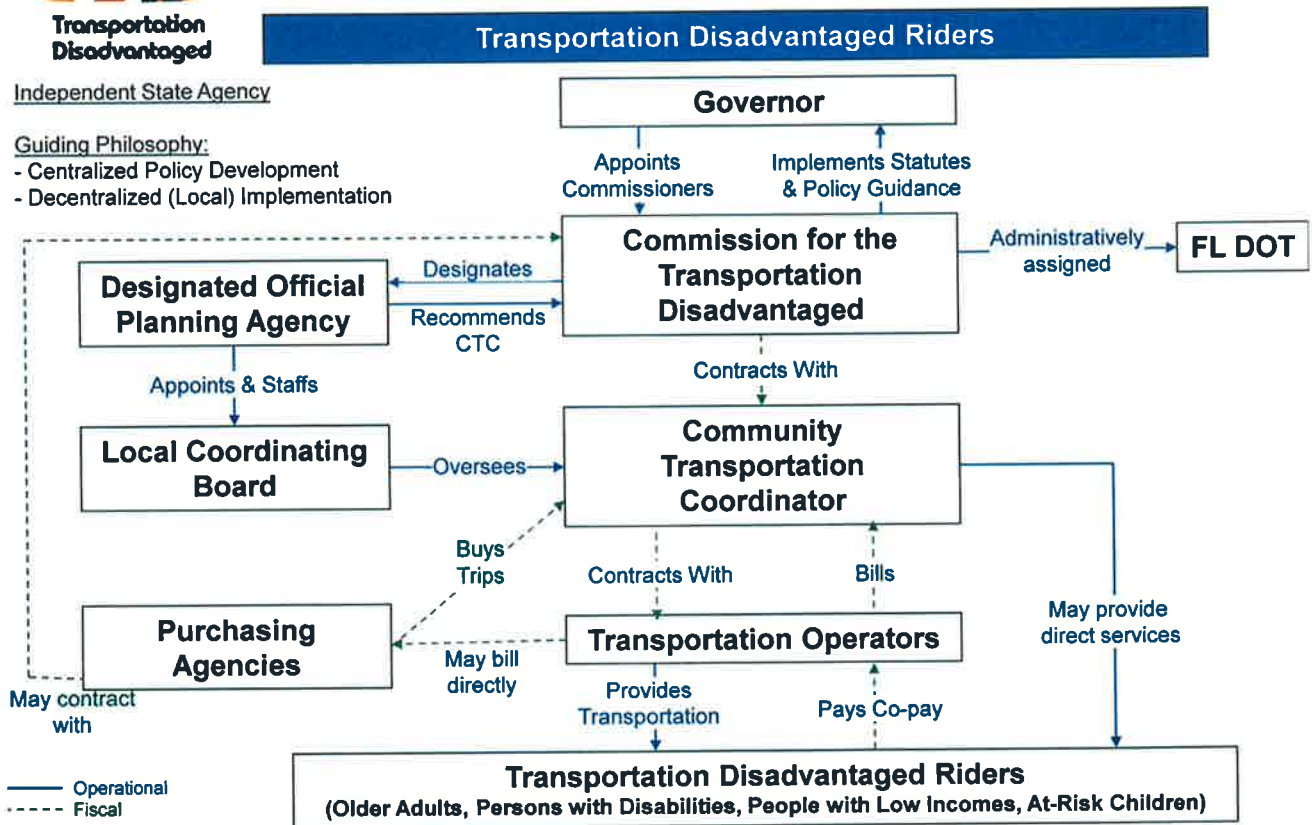 Transportation
Disadvantaged
Transportation Disadvantaged Riders
Independent State Agency
Guiding Philosophy:
- Centralized Policy Development
- Decentralized (Local) Implementation
Governor
Appoints
Commissioners
Implements Statutes
& Policy Guidance
Commission for the
Transportation
Disadvantaged
Administratively
assigned
FL DOT
Designated Official
Planning Agency
Designates
Recommends
CTC
Appoints & Staffs
Contracts With
Local Coordinating
Board
Oversees
Community
Transportation
Coordinator
Buys
Trips
Contracts With
Bills
May provide
direct services
Purchasing
Agencies
May bill
directly
Transportation Operators
May contract
with
Provides
Transportation
Pays Co-pay
Operational
Fiscal
Transportation Disadvantaged Riders
(Older Adults, Persons with Disabilities, People with Low Incomes, At-Risk Children)